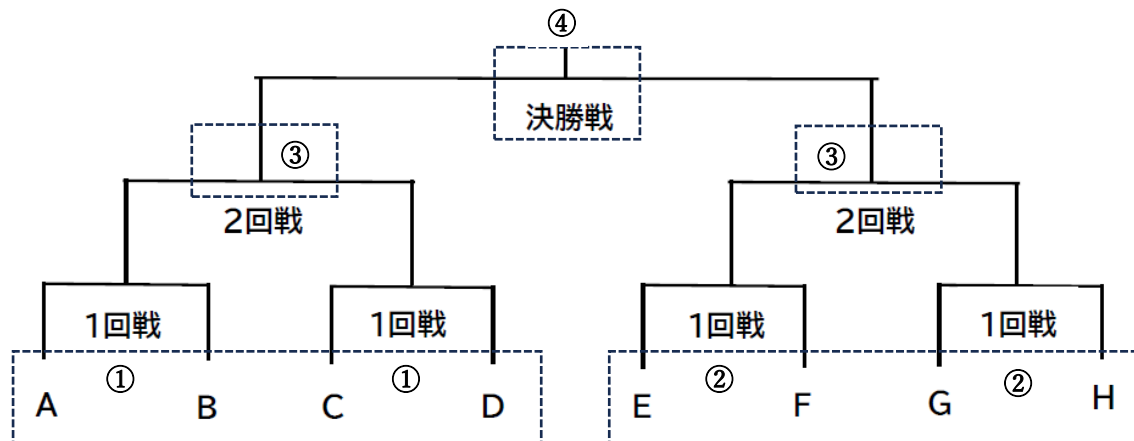 ④
決勝戦
③ ③
2回戦 2回戦
1回戦 1回戦 1回戦 1回戦
① ① ② ②
A B C D E F G H